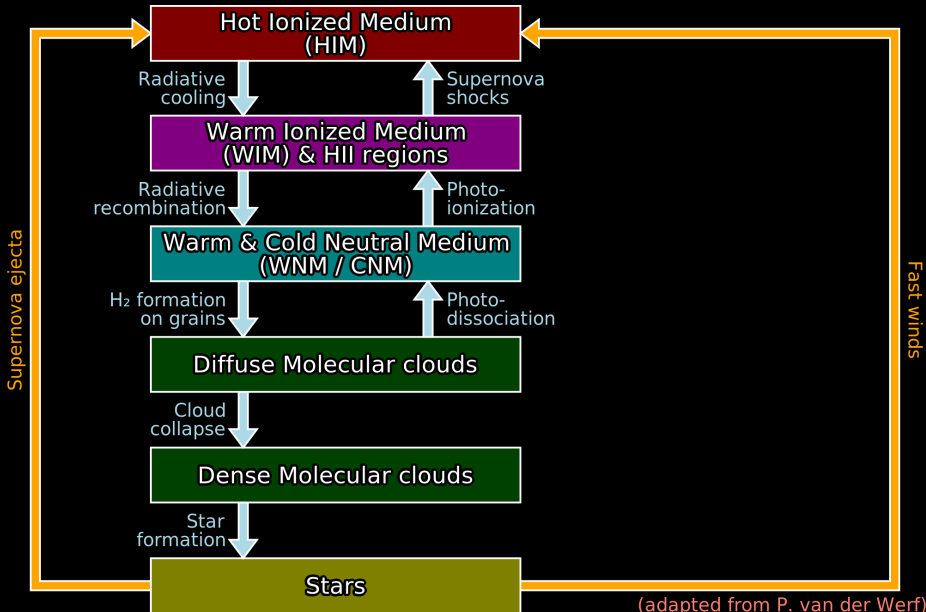 Hot Ionized Medium
(HIM)
Radiative
cooling
Supernova
shocks
Warm Ionized Medium
(WIM) & HII regions
Radiative
recombination
Photo-
ionization
Warm & Cold Neutral Medium
(WNM / CNM)
H₂ formation
on grains
Photo-
dissociation
Diffuse Molecular clouds
Cloud
collapse
Dense Molecular clouds
Star
formation
Stars
Supernova ejecta
Fast winds
(adapted from P. van der Werf)